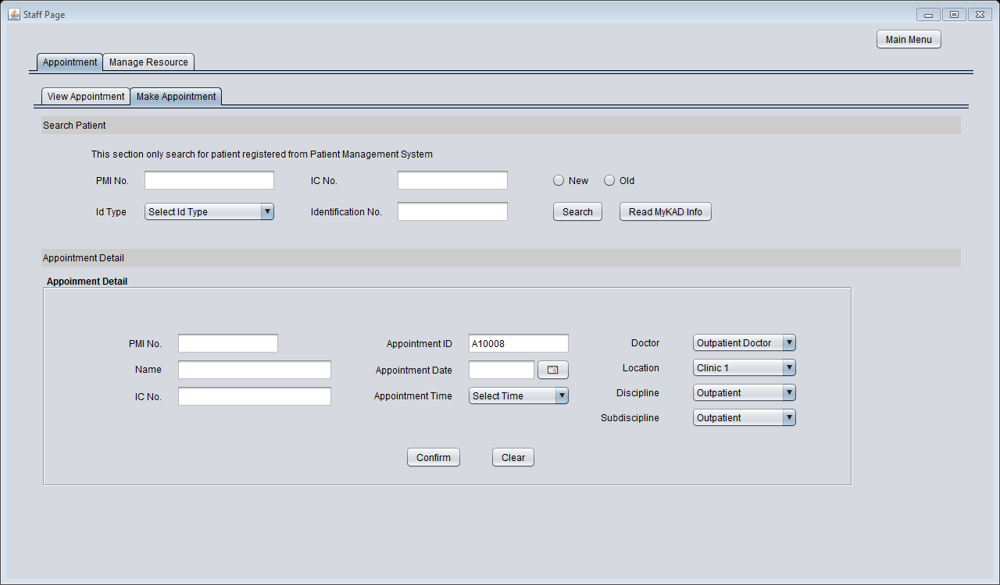 Staff Page
Main Menu
Appointment Manage Resource
View Appointment Make Appointment
Search Patient
This section only search for patient registered from Patient Management System
PMI No. IC No. New Old
Id Type Select Id Type Identification No. Search Read MyKAD Info
Appointment Detail
Appoinment Detail
PMI No. Appointment ID A10008 Doctor Outpatient Doctor
Name Appointment Date Location Clinic 1
IC No. Appointment Time Select Time Discipline Outpatient
Subdiscipline Outpatient
Confirm Clear